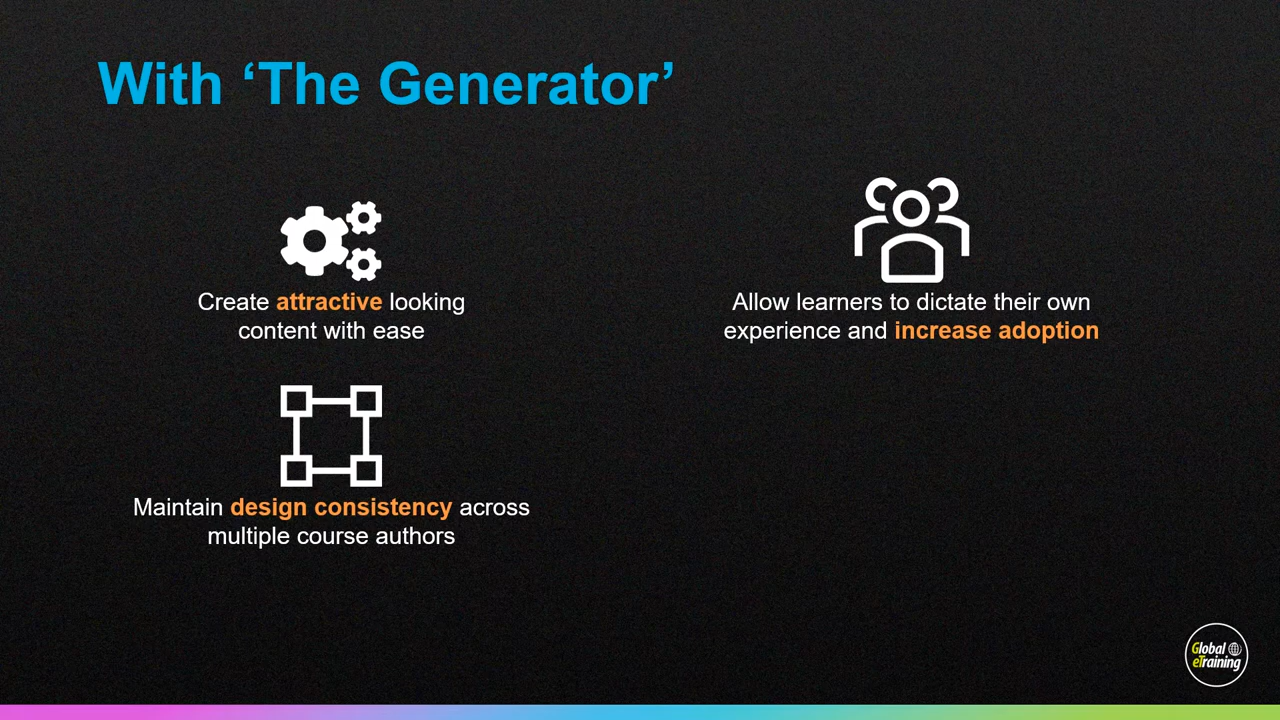 With ‘The Generator’
Create attractive looking
content with ease
Allow learners to dictate their own
experience and increase adoption
Maintain design consistency across
multiple course authors
Global
eTraining